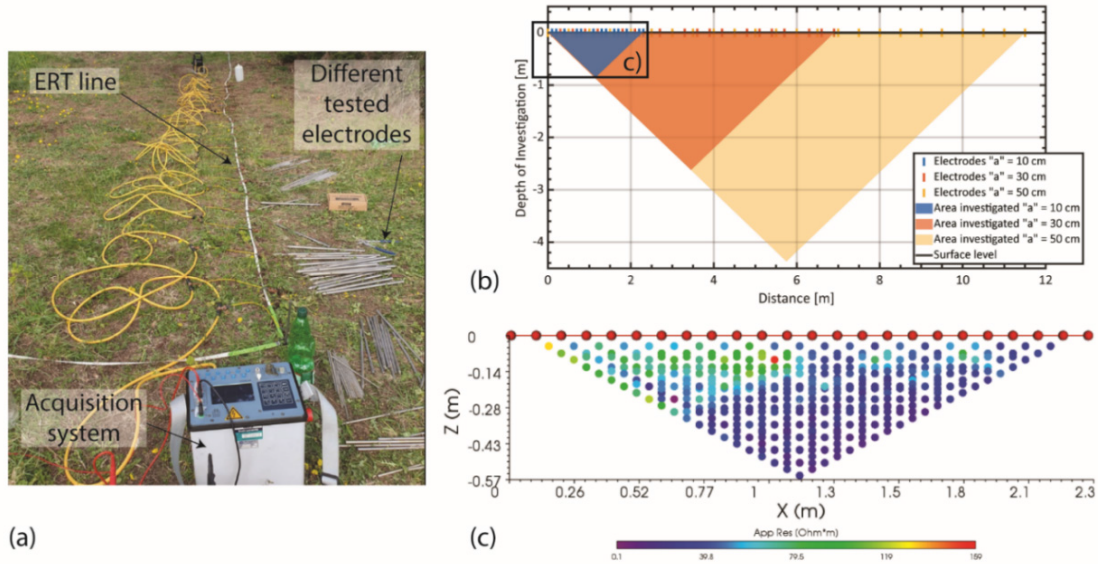 ERT line
Different
tested
electrodes
Acquisition
system
(a)
0
-1
-2
-3
-4
Depth of Investigation [m]
c)
Electrodes "a" = 10 cm
Electrodes "a" = 30 cm
Electrodes "a" = 50 cm
Area investigated "a" = 10 cm
Area investigated "a" = 30 cm
Area investigated "a" = 50 cm
Surface level
0 2 4 6 8 10 12
Distance [m]
(b)
0
-0.14
-0.28
-0.43
-0.57
Z (m)
0 0.26 0.52 0.77 1 1.3 1.5 1.8 2.1 2.3
X (m)
App Res (Ohm*m)
0.1 39.8 79.5 119 159
(c)